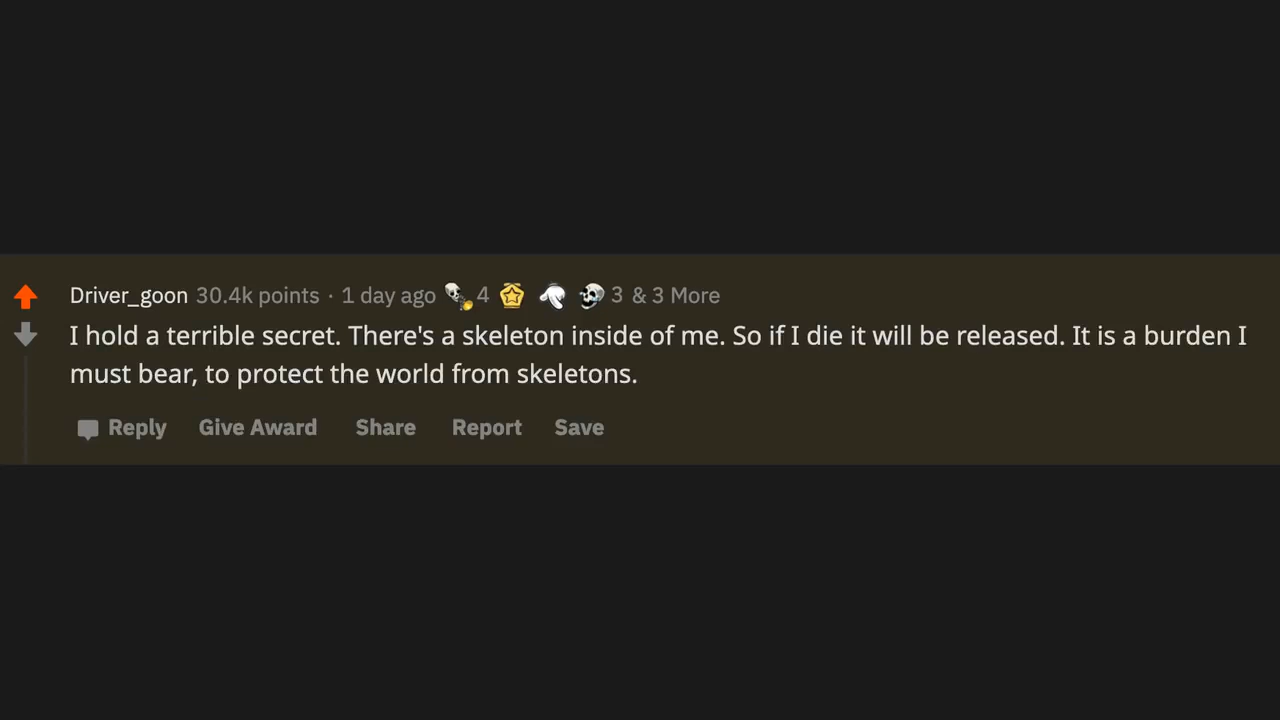 Driver_goon 30.4k points · 1 day ago 4 3 & 3 More
I hold a terrible secret. There's a skeleton inside of me. So if I die it will be released. It is a burden I
must bear, to protect the world from skeletons.
Reply Give Award Share Report Save